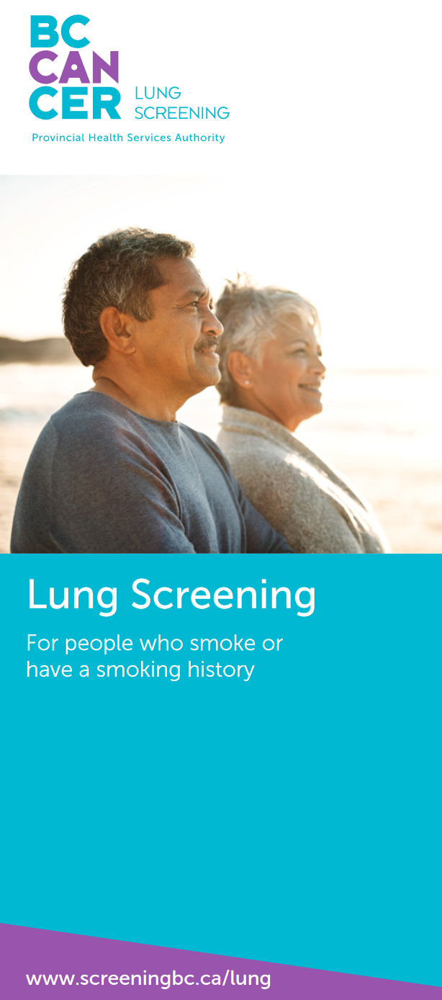 BC
CAN
CER
LUNG
SCREENING
Provincial Health Services Authority
Lung Screening
For people who smoke or
have a smoking history
www.screeningbc.ca/lung